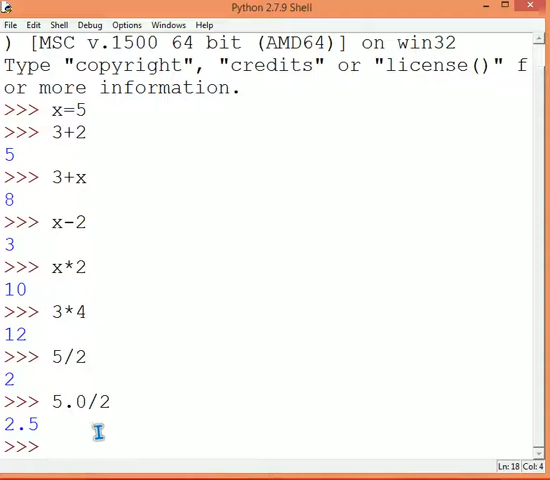 Python 2.7.9 Shell
File Edit Shell Debug Options Windows Help
) [MSC v.1500 64 bit (AMD64)] on win32
Type "copyright", "credits" or "license()" f
or more information.
>>> x=5
>>> 3+2
5
>>> 3+x
8
>>> x-2
3
>>> x*2
10
>>> 3*4
12
>>> 5/2
2
>>> 5.0/2
2.5
>>>
Ln: 18 Col: 4